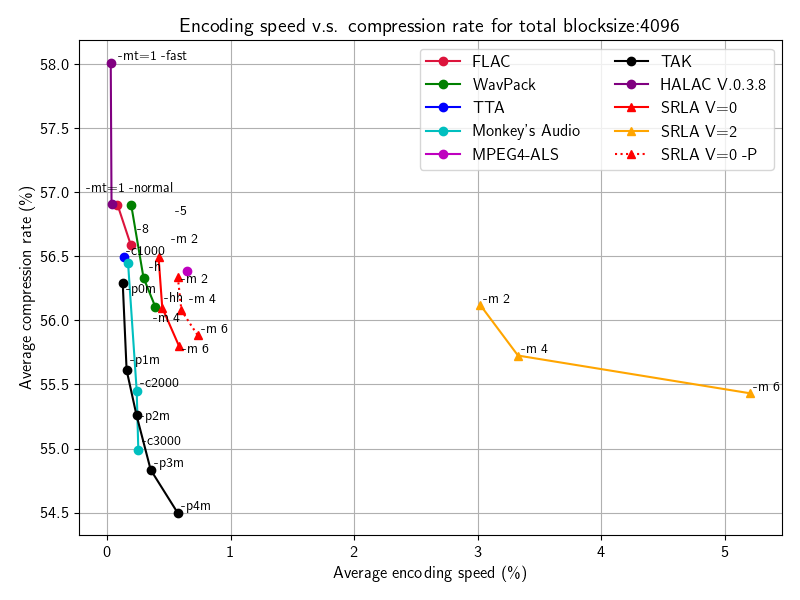 Encoding speed v.s. compression rate for total blocksize:4096
58.0
57.5
57.0
56.5
56.0
55.5
55.0
54.5
Average compression rate (%)
-mt=1 -fast
-mt=1 -normal
-5
-8
-m 2
-c1000
-h
-m 2
-p0m
-hh
-m 4
-m 4
-m 6
-m 6
-p1m
-c2000
-p2m
-c3000
-p3m
-p4m
-m 2
-m 4
-m 6
FLAC
WavPack
TTA
Monkey's Audio
MPEG4-ALS
TAK
HALAC V.0.3.8
SRLA V=0
SRLA V=2
SRLA V=0 -P
0 1 2 3 4 5
Average encoding speed (%)